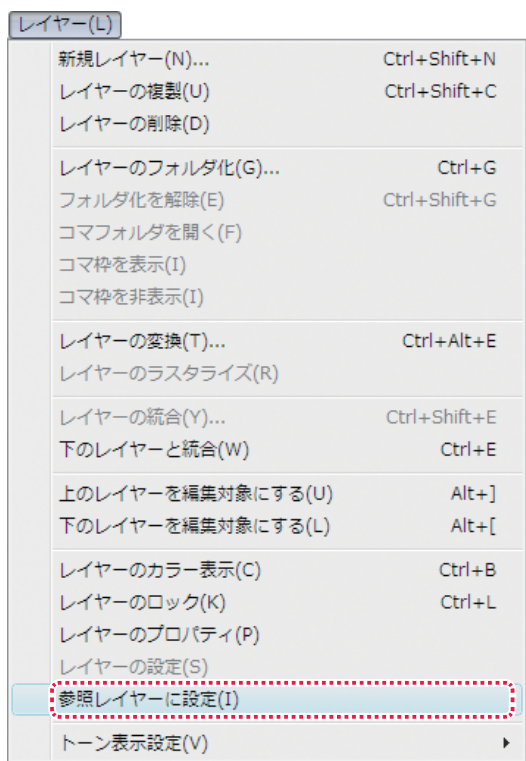 レイヤー(L)
新規レイヤー(N)... Ctrl+Shift+N
レイヤーの複製(U) Ctrl+Shift+C
レイヤーの削除(D)
レイヤーのフォルダ化(G)... Ctrl+G
フォルダ化を解除(E) Ctrl+Shift+G
コマフォルダを開く(F)
コマ枠を表示(I)
コマ枠を非表示(I)
レイヤーの変換(T)... Ctrl+Alt+E
レイヤーのラスタライズ(R)
レイヤーの統合(Y)... Ctrl+Shift+E
下のレイヤーと統合(W) Ctrl+E
上のレイヤーを編集対象にする(U) Alt+]
下のレイヤーを編集対象にする(L) Alt+[
レイヤーのカラー表示(C) Ctrl+B
レイヤーのロック(K) Ctrl+L
レイヤーのプロパティ(P)
レイヤーの設定(S)
参照レイヤーに設定(I)
トーン表示設定(V)